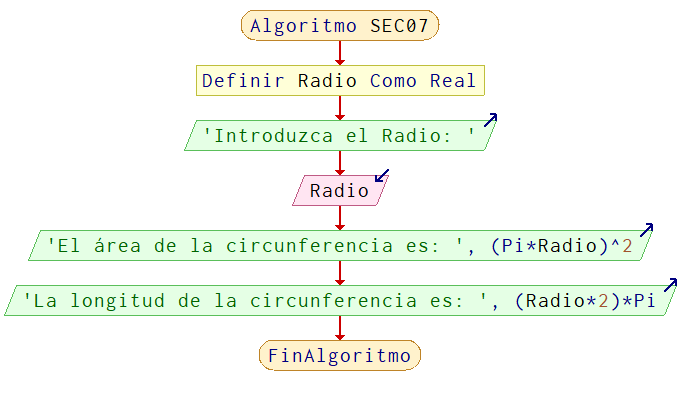 Algoritmo SEC07
Definir Radio Como Real
'Introduzca el Radio: '
Radio
'El área de la circunferencia es: ', (Pi*Radio)^2
'La longitud de la circunferencia es: ', (Radio*2)*Pi
FinAlgoritmo